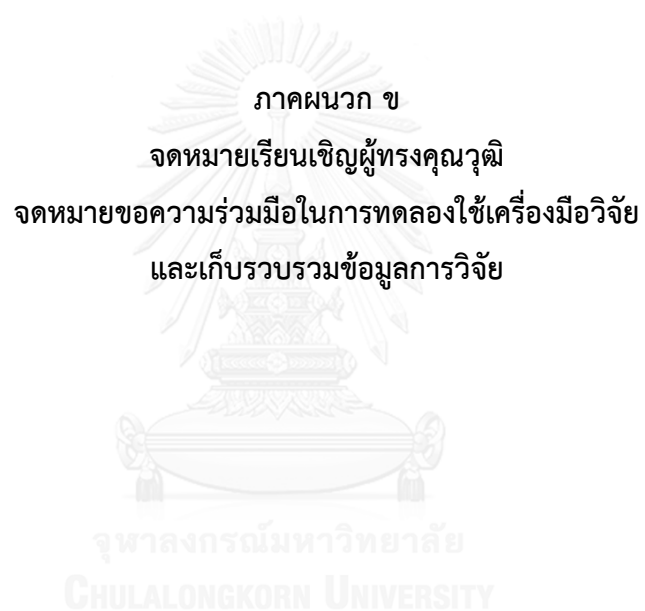 ภาคผนวก ข
จดหมายเรียนเชิญผู้ทรงคุณวุฒิ
จดหมายขอความร่วมมือในการทดลองใช้เครื่องมือวิจัย
และเก็บรวบรวมข้อมูลการวิจัย
จุฬาลงกรณ์มหาวิทยาลัย
CHULALONGKORN UNIVERSITY